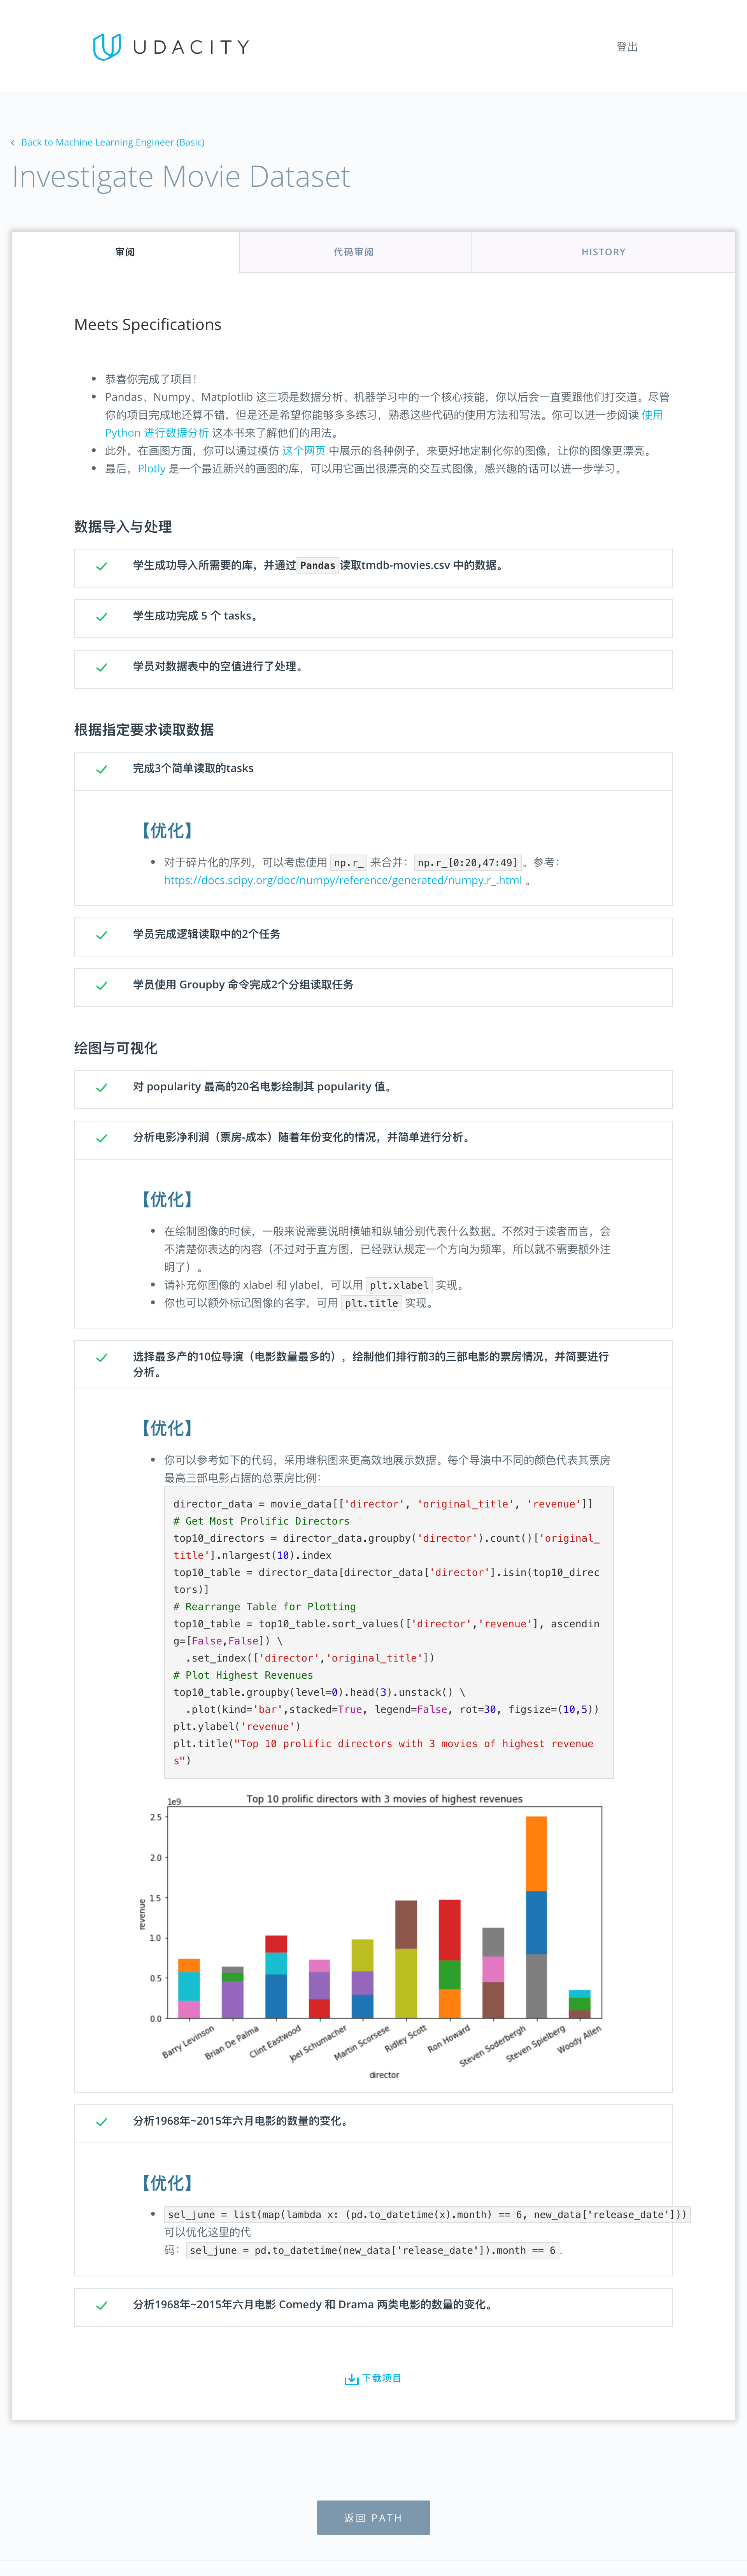 UDACITY
登出
Back to Machine Learning Engineer (Basic)
Investigate Movie Dataset
审阅
代码审阅
HISTORY
Meets Specifications
恭喜你完成了项目！
Pandas、Numpy、Matplotlib 这三项是数据分析、机器学习中的一个核心技能，你以后会一直要跟他们打交道。尽管
你的项目完成地还算不错，但是还是希望你能够多多练习，熟悉这些代码的使用方法和写法。你可以进一步阅读 使用
Python 进行数据分析 这本书来了解他们的用法。
此外，在画图方面，你可以通过模仿 这个网页 中展示的各种例子，来更好地定制化你的图像，让你的图像更漂亮。
最后，Plotly 是一个最近新兴的画图的库，可以用它画出很漂亮的交互式图像，感兴趣的话可以进一步学习。
数据导入与处理
学生成功导入所需要的库，并通过 Pandas 读取tmdb-movies.csv 中的数据。
学生成功完成 5 个 tasks。
学员对数据表中的空值进行了处理。
根据指定要求读取数据
完成3个简单读取的tasks
【优化】
对于碎片化的序列，可以考虑使用 np.r_ 来合并： np.r_[0:20,47:49] 。参考：
https://docs.scipy.org/doc/numpy/reference/generated/numpy.r_.html 。
学员完成逻辑读取中的2个任务
学员使用 Groupby 命令完成2个分组读取任务
绘图与可视化
对 popularity 最高的20名电影绘制其 popularity 值。
分析电影净利润（票房-成本）随着年份变化的情况，并简单进行分析。
【优化】
在绘制图像的时候，一般来说需要说明横轴和纵轴分别代表什么数据。不然对于读者而言，会
不清楚你表达的内容（不过对于直方图，已经默认规定一个方向为频率，所以就不需要额外注
明了）。
请补充你图像的 xlabel 和 ylabel，可以用 plt.xlabel 实现。
你也可以额外标记图像的名字，可用 plt.title 实现。
选择最多产的10位导演（电影数量最多的），绘制他们排行前3的三部电影的票房情况，并简要进行
分析。
【优化】
你可以参考如下的代码，采用堆积图来更高效地展示数据。每个导演中不同的颜色代表其票房
最高三部电影占据的总票房比例：
director_data = movie_data[['director', 'original_title', 'revenue']]
# Get Most Prolific Directors
top10_directors = director_data.groupby('director').count()['original_
title'].nlargest(10).index
top10_table = director_data[director_data['director'].isin(top10_direc
tors)]
# Rearrange Table for Plotting
top10_table = top10_table.sort_values(['director','revenue'], ascendin
g=[False,False]) \
.set_index(['director','original_title'])
# Plot Highest Revenues
top10_table.groupby(level=0).head(3).unstack() \
.plot(kind='bar',stacked=True, legend=False, rot=30, figsize=(10,5))
plt.ylabel('revenue')
plt.title("Top 10 prolific directors with 3 movies of highest revenue
s")
Top 10 prolific directors with 3 movies of highest revenues
1e9
2.5
2.0
1.5
1.0
0.5
0.0
revenue
Barry Levinson
Brian De Palma
Clint Eastwood
Joel Schumacher
Martin Scorsese
Ridley Scott
Ron Howard
Steven Soderbergh
Steven Spielberg
Woody Allen
director
分析1968年~2015年六月电影的数量的变化。
【优化】
sel_june = list(map(lambda x: (pd.to_datetime(x).month) == 6, new_data['release_date']))
可以优化这里的代
码： sel_june = pd.to_datetime(new_data['release_date']).month == 6 .
分析1968年~2015年六月电影 Comedy 和 Drama 两类电影的数量的变化。
下载项目
返回 PATH